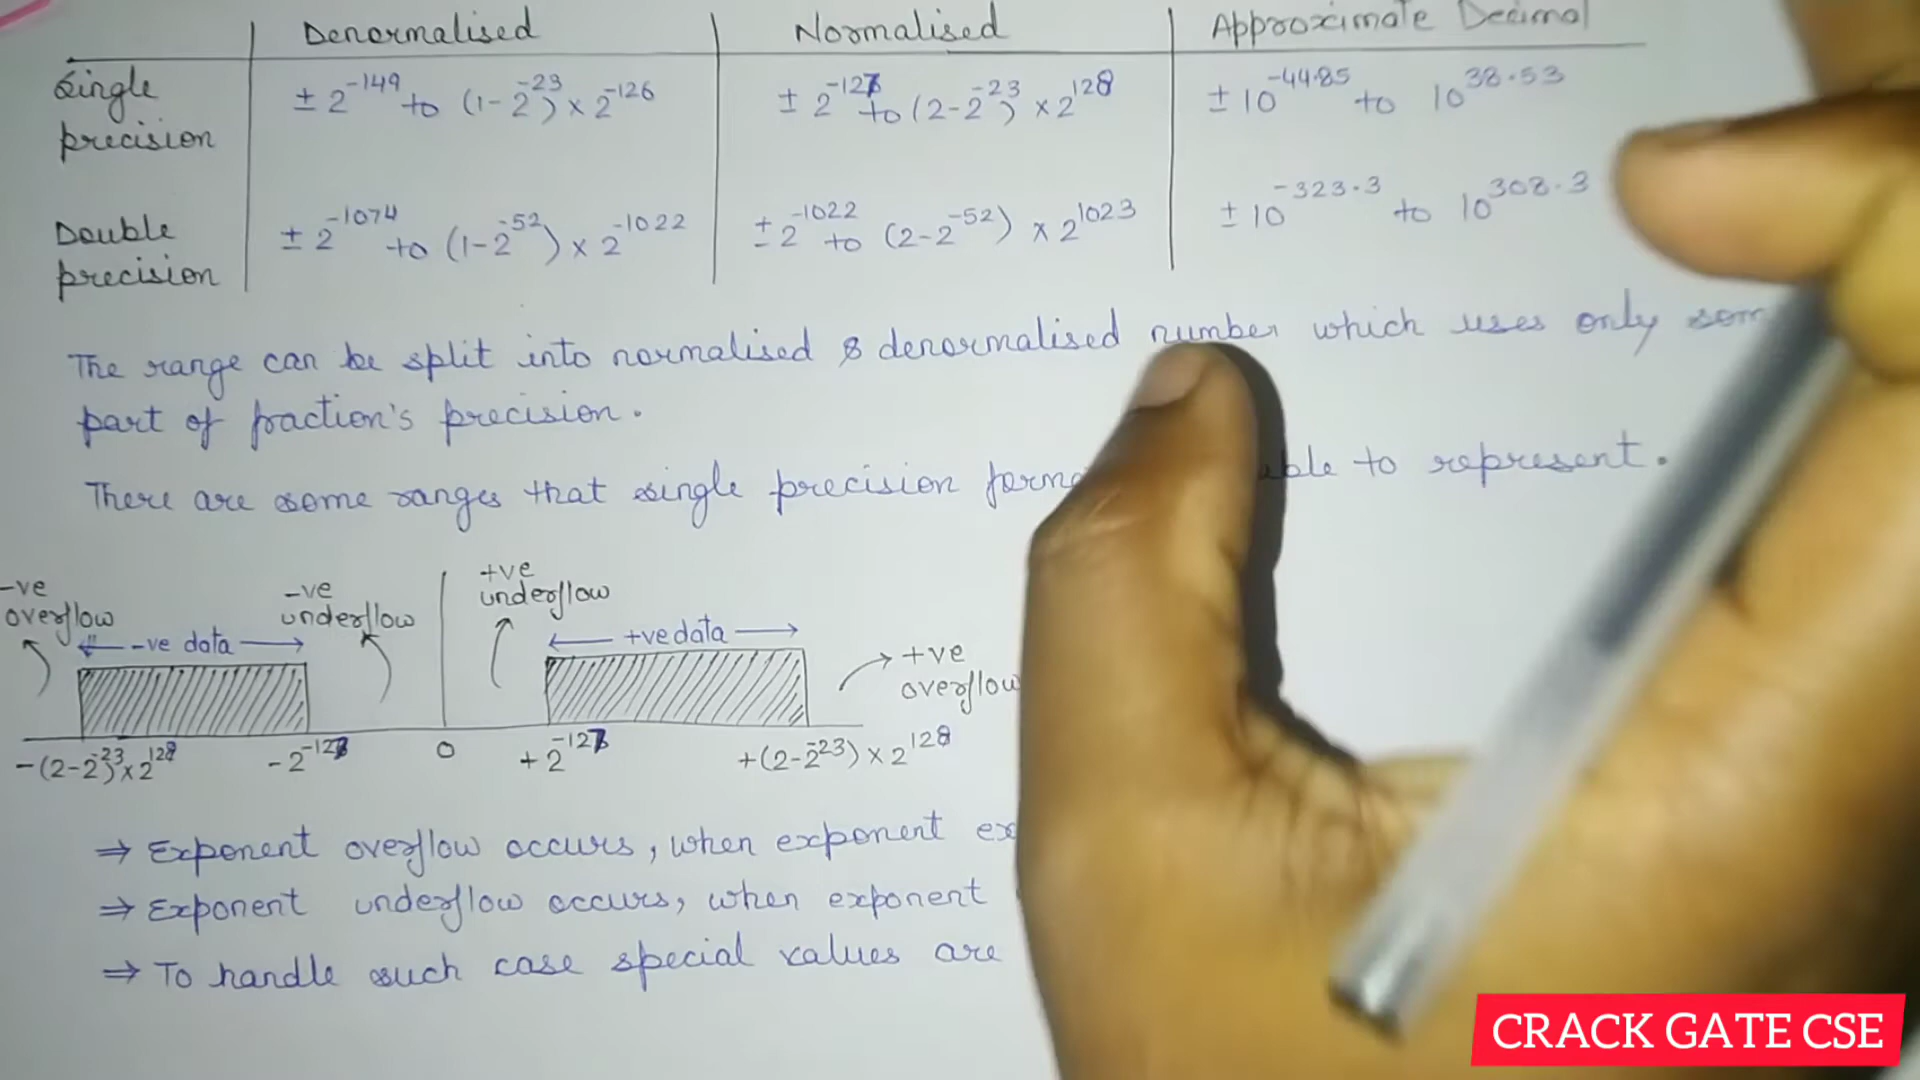 Denormalised Normalised Approximate Decimal
Single precision ± 2^-149 to (1-2^-23) × 2^-126 ± 2^-127 to (2-2^-23) × 2^128 ± 10^-44.85 to 10^38.53
Double precision ± 2^-1074 to (1-2^-52) × 2^-1022 ± 2^-1022 to (2-2^-52) × 2^1023 ± 10^-323.3 to 10^308.3
The range can be split into normalised & denormalised number which uses only
part of fraction's precision.
There are some ranges that single precision able to represent.
-ve overflow
-ve data
-ve underflow
+ve underflow
+ve data
+ve overflow
-(2-2^-23) × 2^128 -2^-127 0 +2^-127 +(2-2^-23) × 2^128
⇒ Exponent overflow occurs, when exponent
⇒ Exponent underflow occurs, when exponent
⇒ To handle such case special values are
CRACK GATE CSE